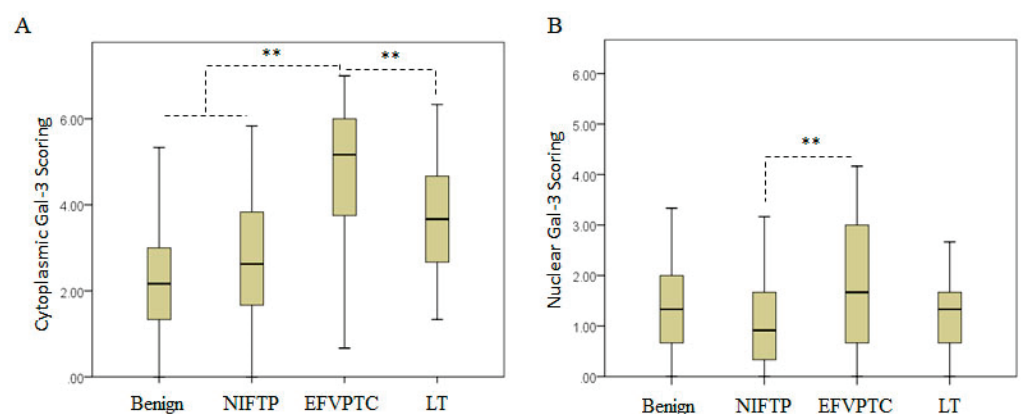 A
Cytoplasmic Gal-3 Scoring
6.00
4.00
2.00
.00
**
**
Benign
NIFTP
EFVPTC
LT
B
Nuclear Gal-3 Scoring
6.00
5.00
4.00
3.00
2.00
1.00
.00
**
Benign
NIFTP
EFVPTC
LT